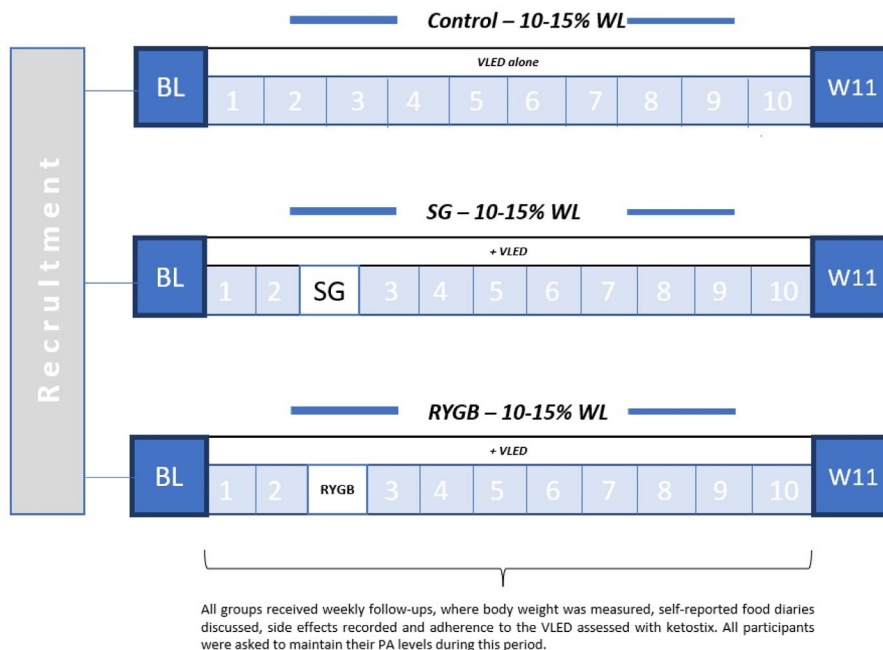 Control – 10-15% WL
VLED alone
BL 1 2 3 4 5 6 7 8 9 10 W11
Recruitment
SG – 10-15% WL
+ VLED
BL 1 2 SG 3 4 5 6 7 8 9 10 W11
RYGB – 10-15% WL
+ VLED
BL 1 2 RYGB 3 4 5 6 7 8 9 10 W11
All groups received weekly follow-ups, where body weight was measured, self-reported food diaries
discussed, side effects recorded and adherence to the VLED assessed with ketostix. All participants
were asked to maintain their PA levels during this period.